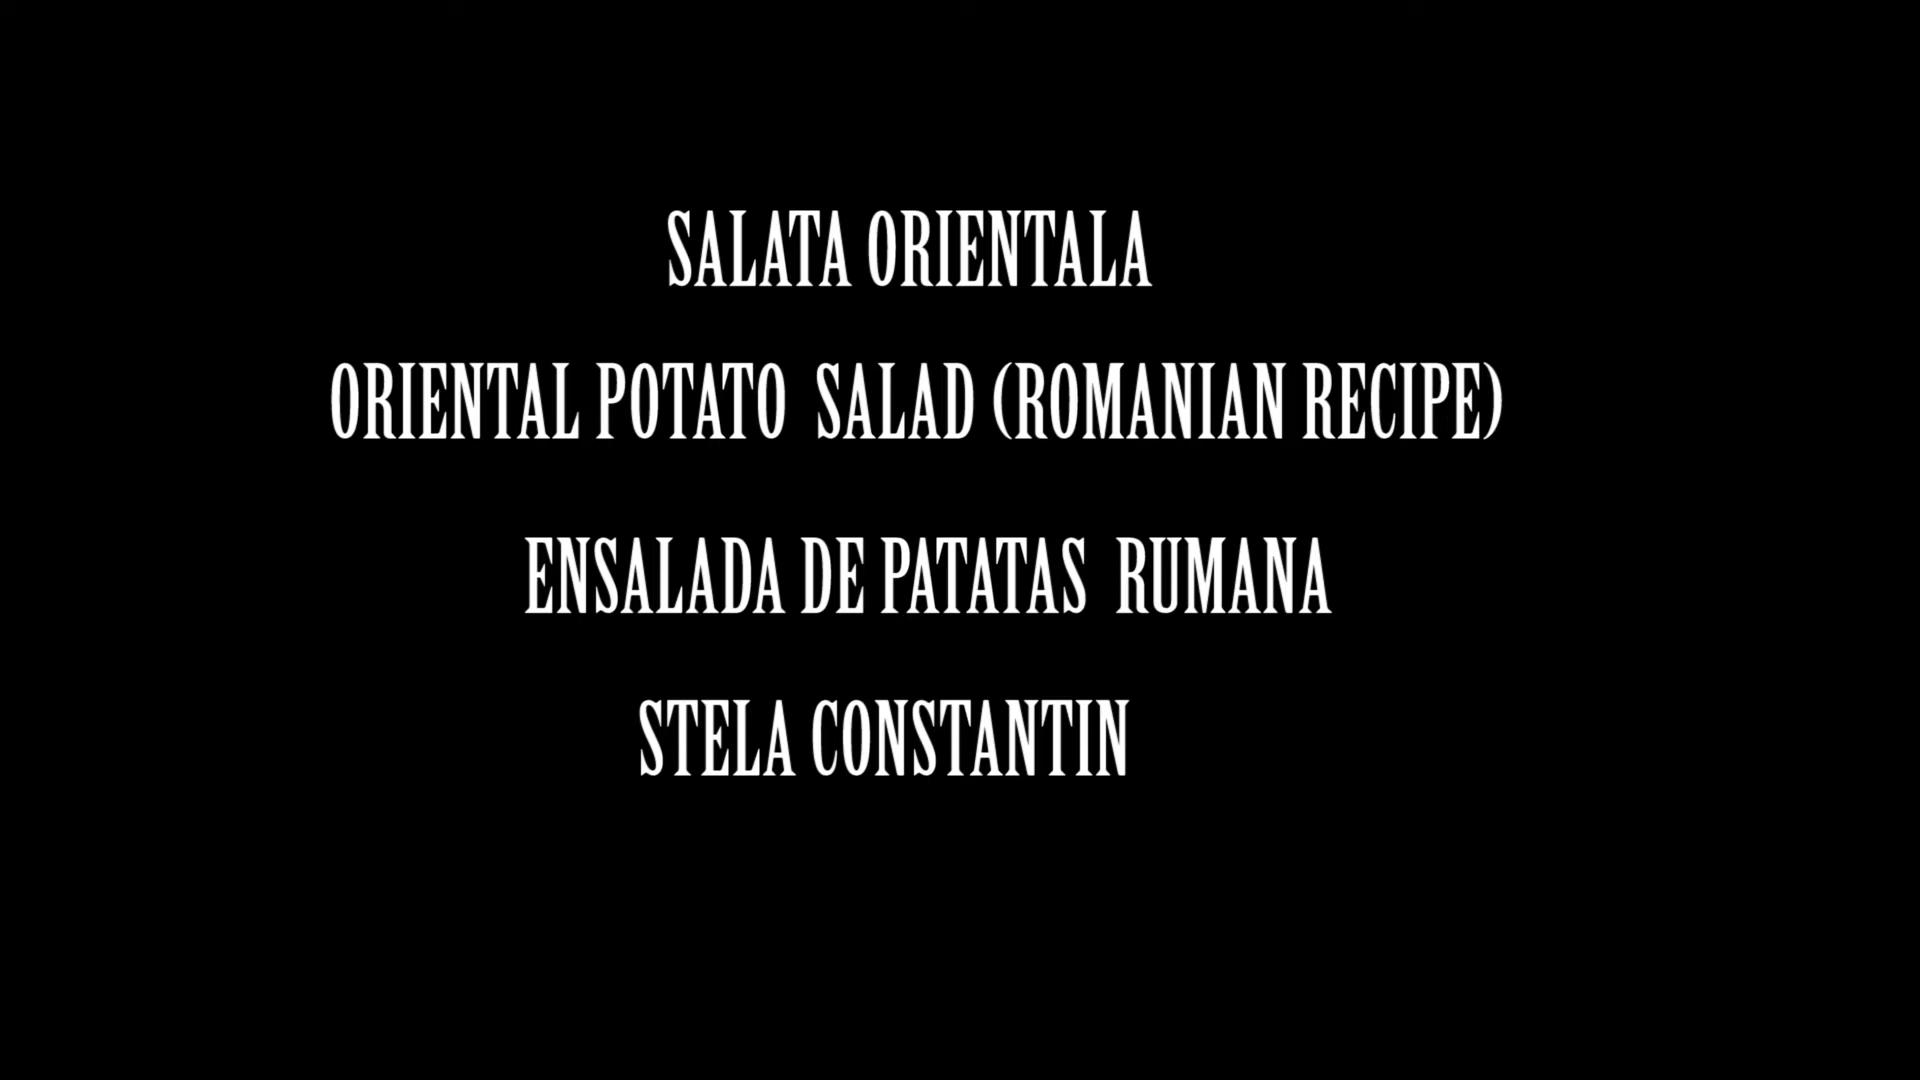 SALATA ORIENTALA
ORIENTAL POTATO SALAD (ROMANIAN RECIPE)
ENSALADA DE PATATAS RUMANA
STELA CONSTANTIN